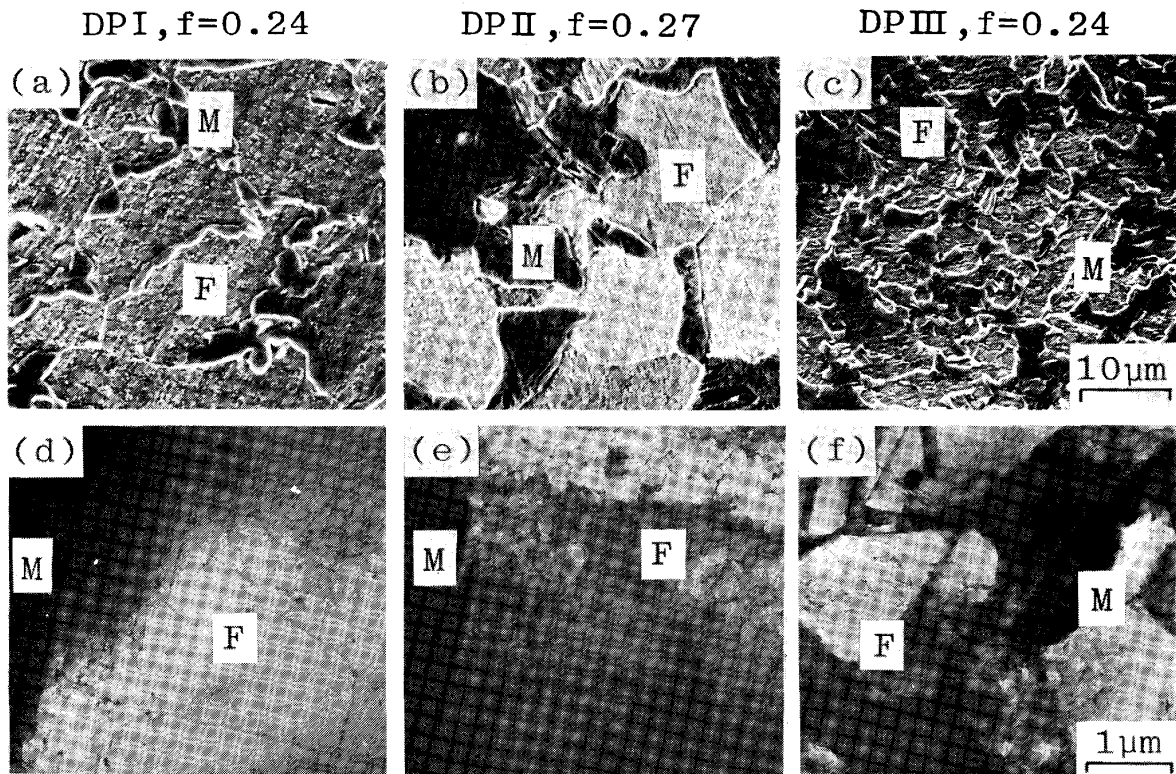 DPI, f=0.24 DPII, f=0.27 DPIII, f=0.24
(a) (b) (c)
M
F
F
F
M
M
10μm
(d) (e) (f)
M
F
M
F
M
F
1μm